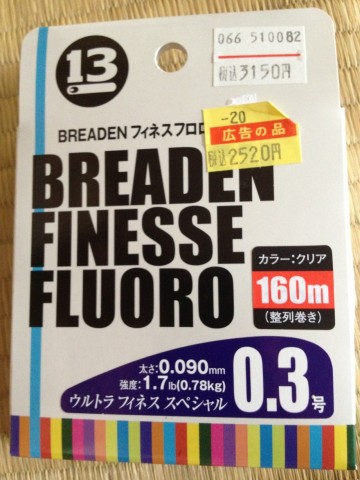 13
066 510082
税込3150円
-20
広告の品
税込2520円
BREADEN フィネスフロロ
BREADEN
FINESSE
FLUORO
カラー：クリア
160m
(整列巻き)
太さ:0.090mm
強度:1.7lb(0.78kg)
ウルトラ フィネス スペシャル
0.3号